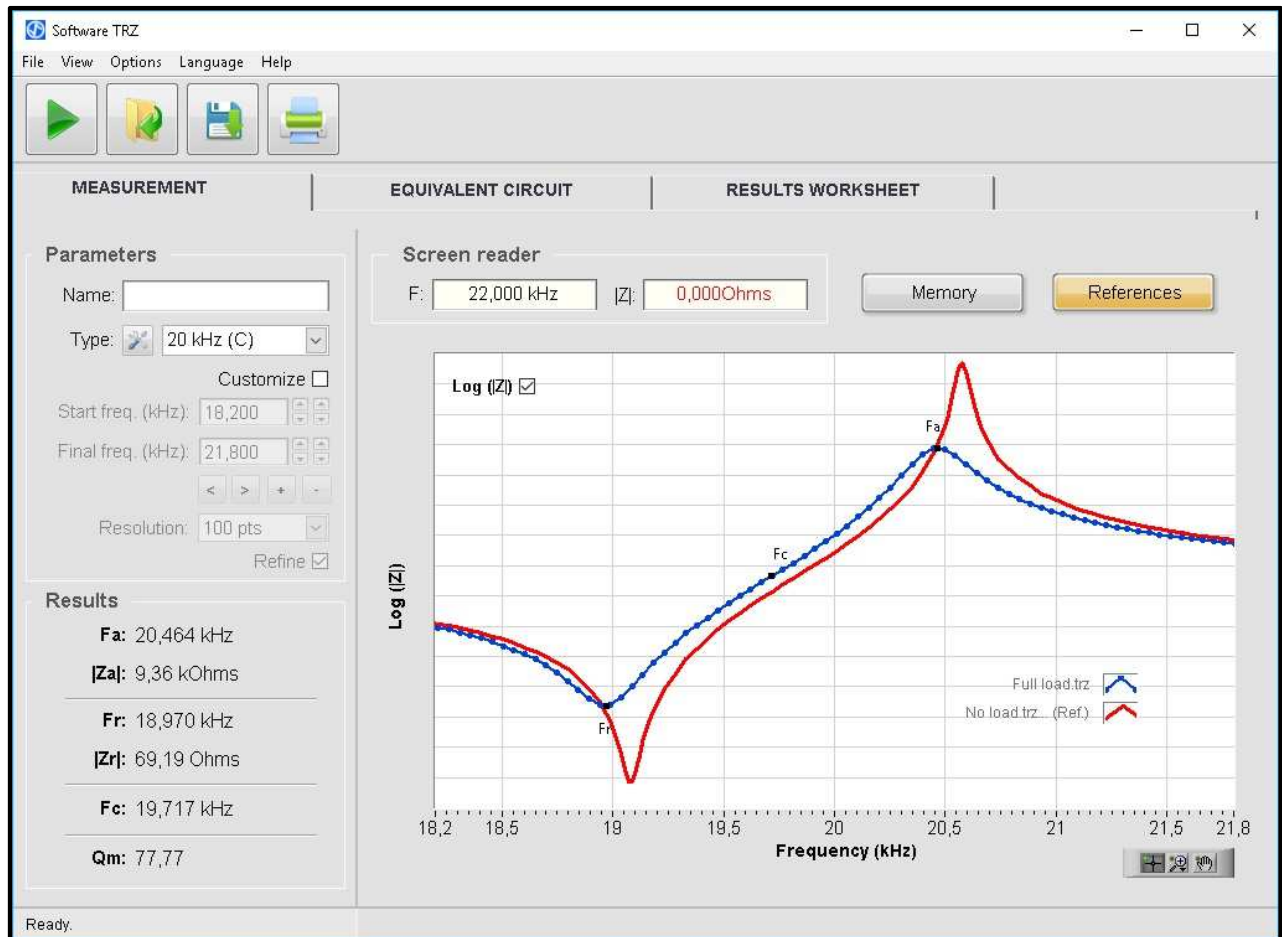 Software TRZ
File View Options Language Help
MEASUREMENT EQUIVALENT CIRCUIT RESULTS WORKSHEET
Parameters
Name:
Type: 20 kHz (C)
Customize
Start freq. (kHz): 18,200
Final freq. (kHz): 21,800
< > + -
Resolution: 100 pts
Refine
Results
Fa: 20,464 kHz
|Za|: 9,36 kOhms
Fr: 18,970 kHz
|Zr|: 69,19 Ohms
Fc: 19,717 kHz
Qm: 77,77
Screen reader
F: 22,000 kHz |Z|: 0,000Ohms
Memory References
Log (|Z|)
Fa
Fc
Fr
Log (|Z|)
Full load.trz
No load.trz... (Ref.)
18,2 18,5 19 19,5 20 20,5 21 21,5 21,8
Frequency (kHz)
Ready.